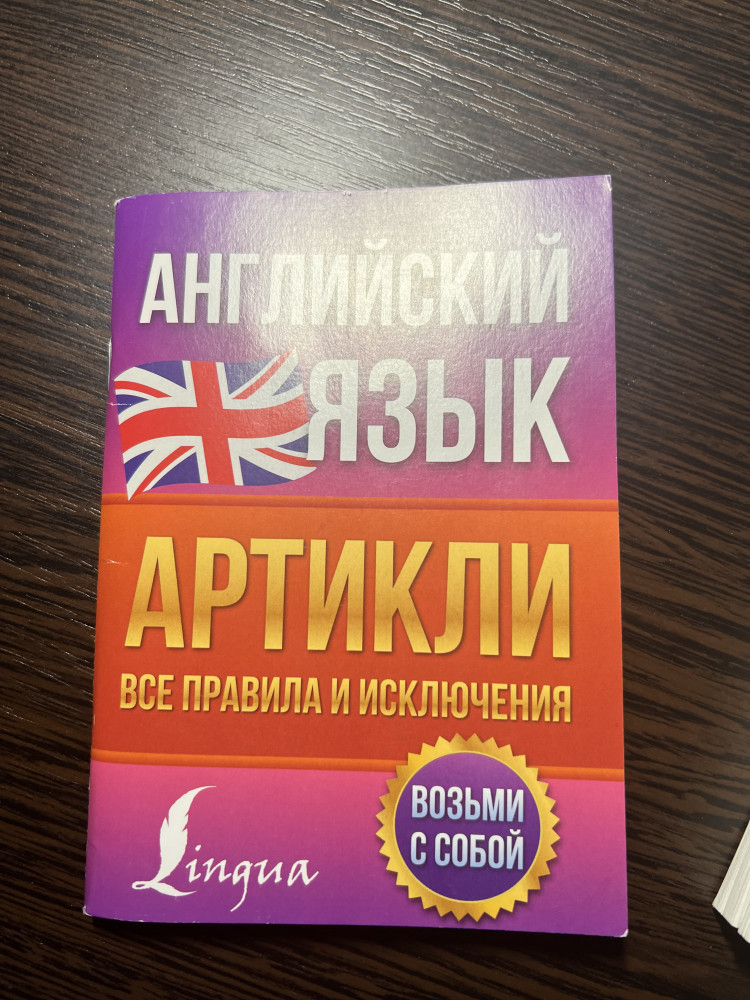 АНГЛИЙСКИЙ
ЯЗЫК
АРТИКЛИ
ВСЕ ПРАВИЛА И ИСКЛЮЧЕНИЯ
ВОЗЬМИ
С СОБОЙ
Lingua